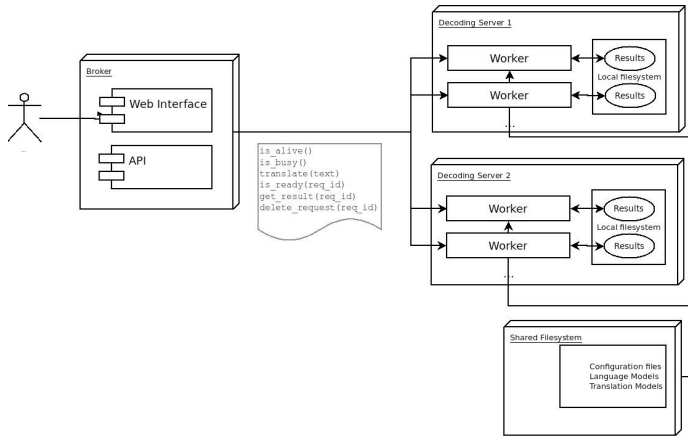 Broker
Web Interface
API
...
is_alive()
is_busy()
translate(text)
is_ready(req_id)
get_result(req_id)
delete_request(req_id)
Decoding Server 1
Worker
Results
Local filesystem
Worker
Results
...
Decoding Server 2
Worker
Results
Local filesystem
Worker
Results
...
Shared Filesystem
Configuration files
Language Models
Translation Models